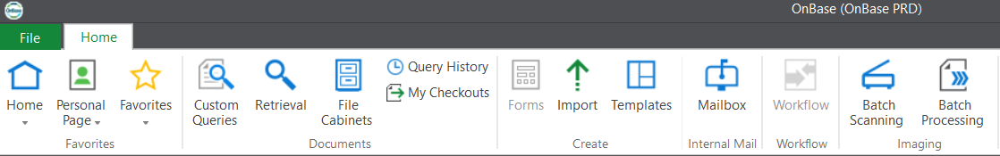 OnBase
OnBase (OnBase PRD)
File
Home
Home
Personal
Page
Favorites
Favorites
Custom
Queries
Retrieval
File
Cabinets
Query History
My Checkouts
Documents
Forms
Import
Templates
Create
Mailbox
Internal Mail
Workflow
Workflow
Batch
Scanning
Batch
Processing
Imaging